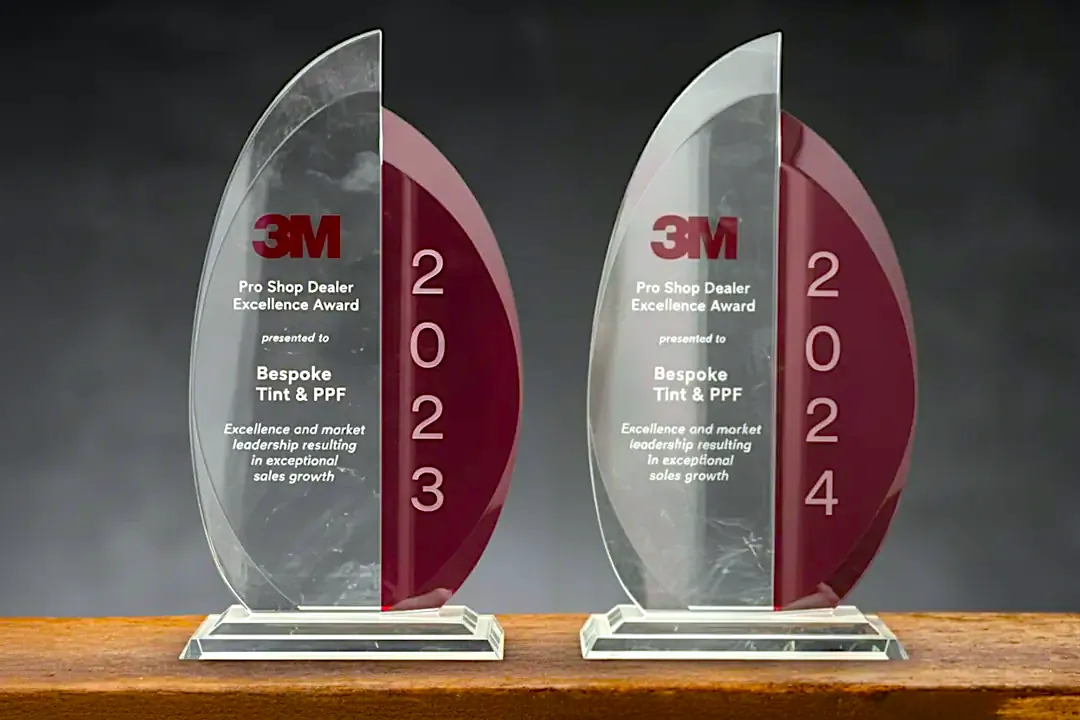 3M
Pro Shop Dealer
Excellence Award
presented to
Bespoke
Tint & PPF
Excellence and market
leadership resulting
in exceptional
sales growth
2
0
2
3
3M
Pro Shop Dealer
Excellence Award
presented to
Bespoke
Tint & PPF
Excellence and market
leadership resulting
in exceptional
sales growth
2
0
2
4